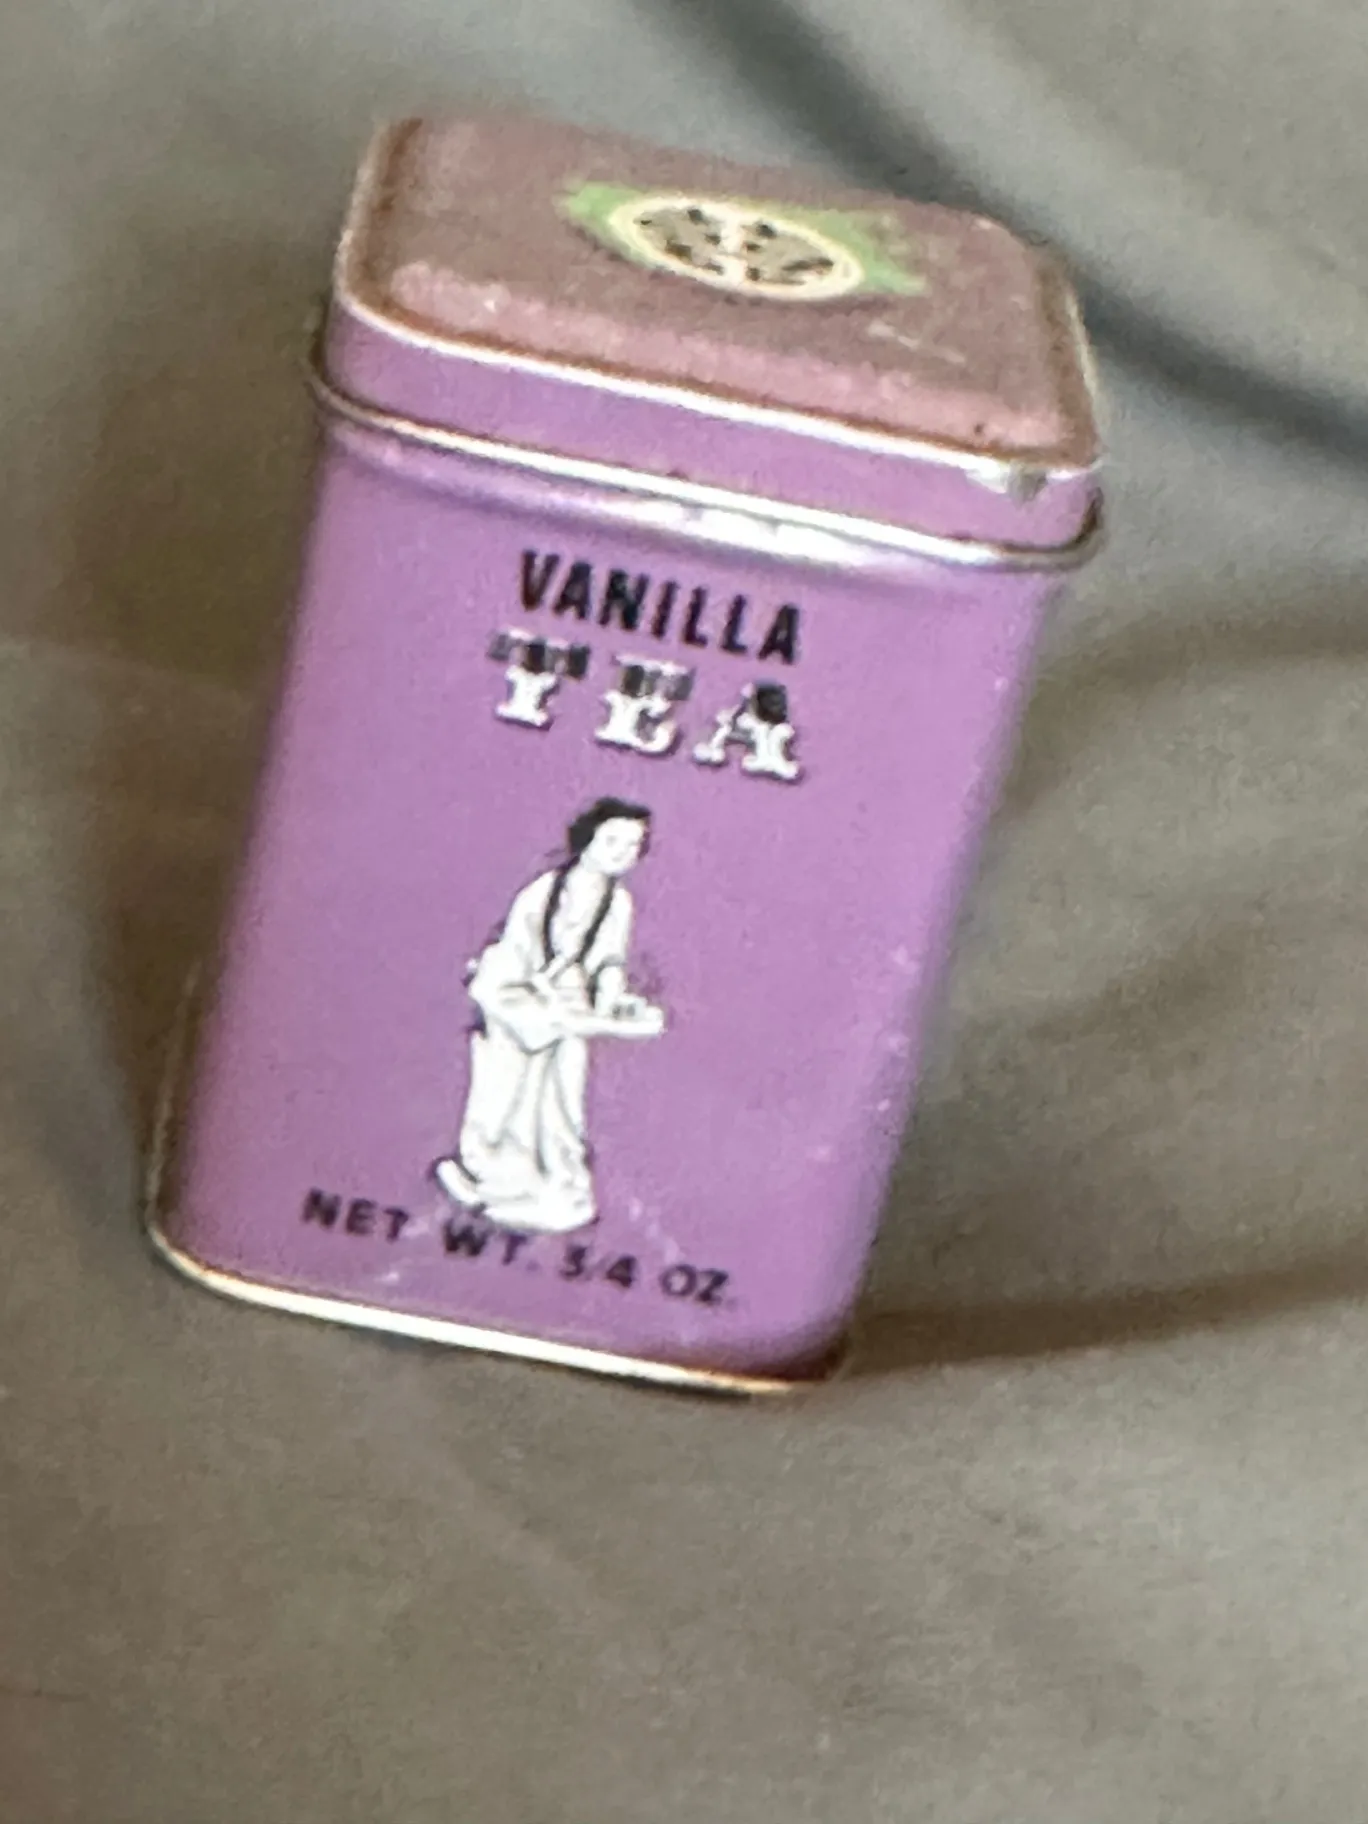 VANILLA
TEA
NET WT. 3/4 OZ.